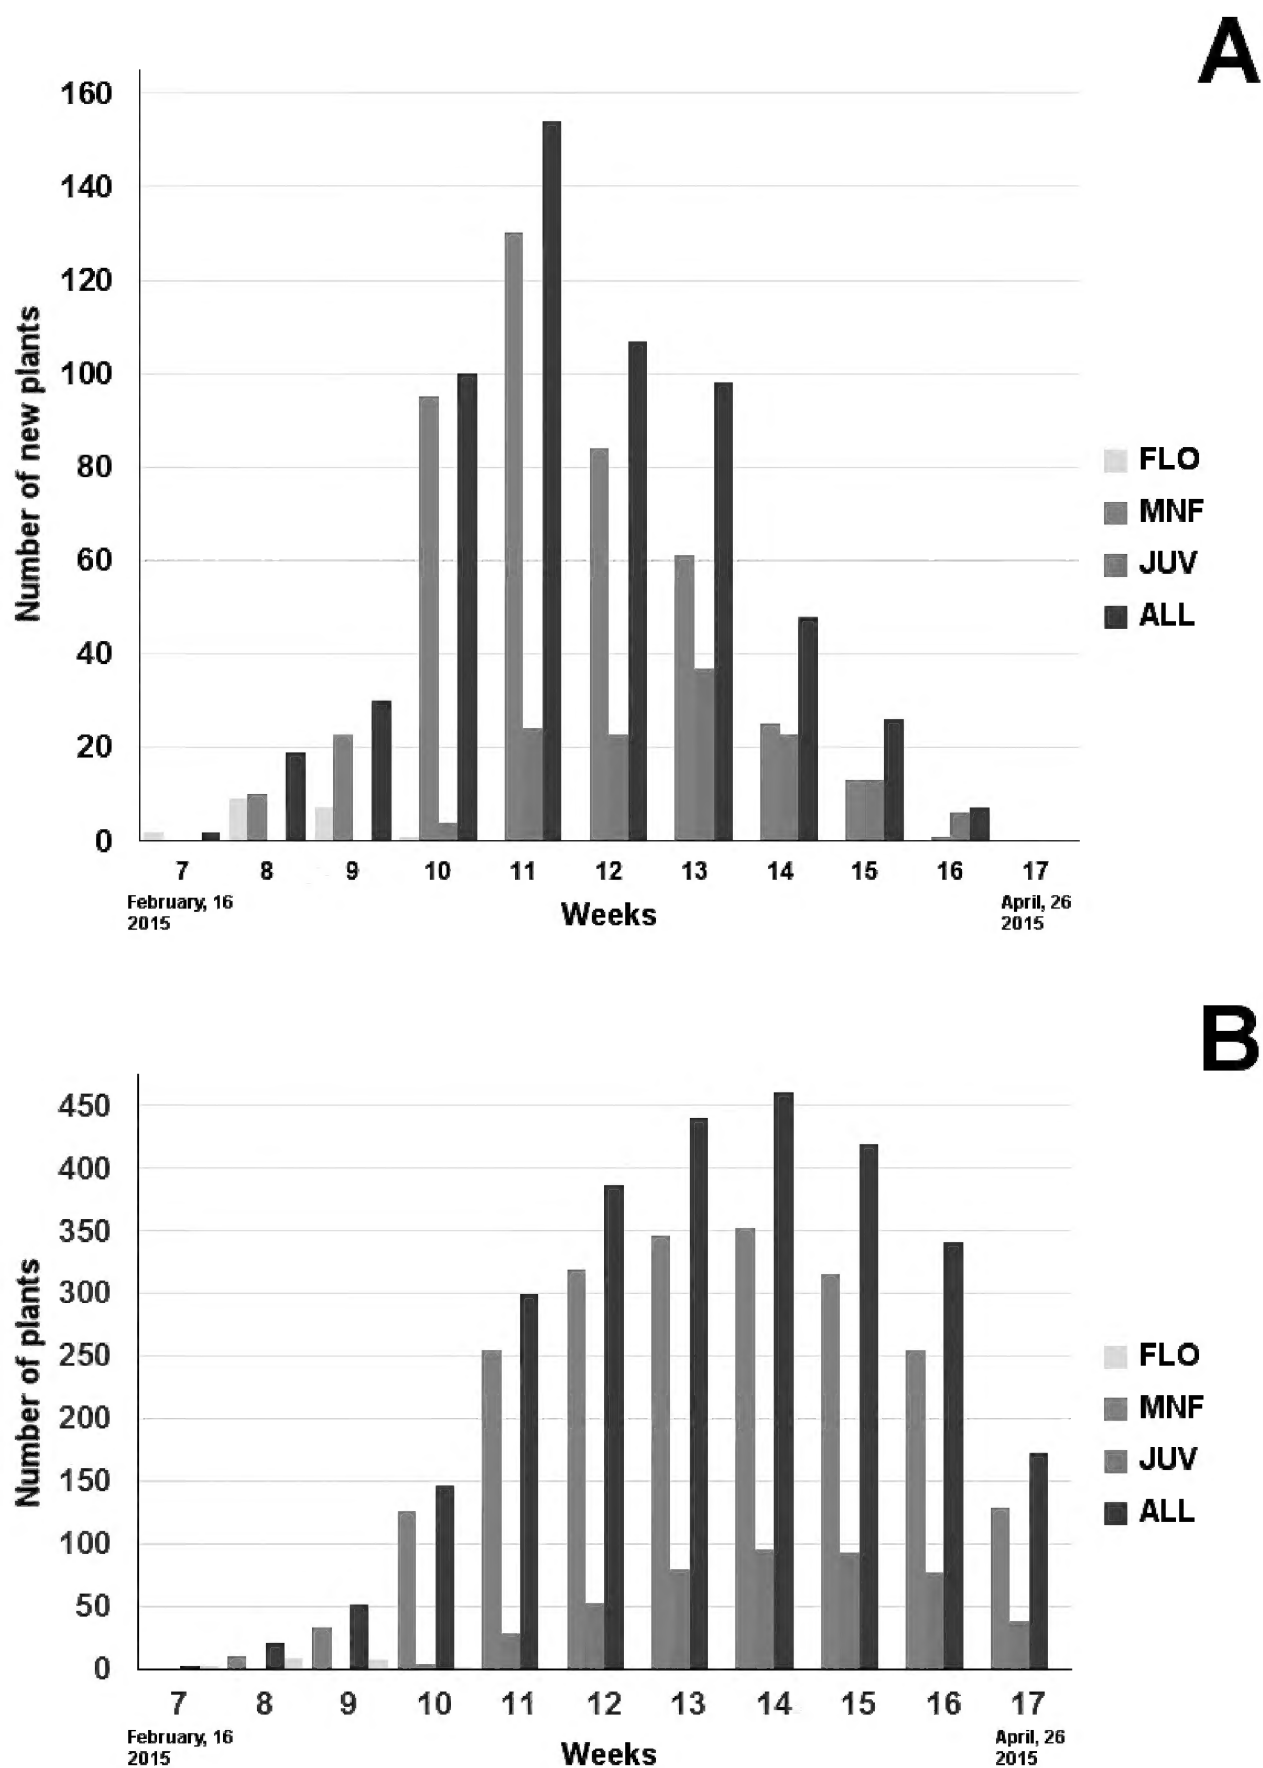 A
160
140
120
100
80
60
40
20
0
Number of new plants
7 8 9 10 11 12 13 14 15 16 17
February, 16
2015
Weeks
April, 26
2015
FLO
MNF
JUV
ALL
B
450
400
350
300
250
200
150
100
50
0
Number of plants
7 8 9 10 11 12 13 14 15 16 17
February, 16
2015
Weeks
April, 26
2015
FLO
MNF
JUV
ALL